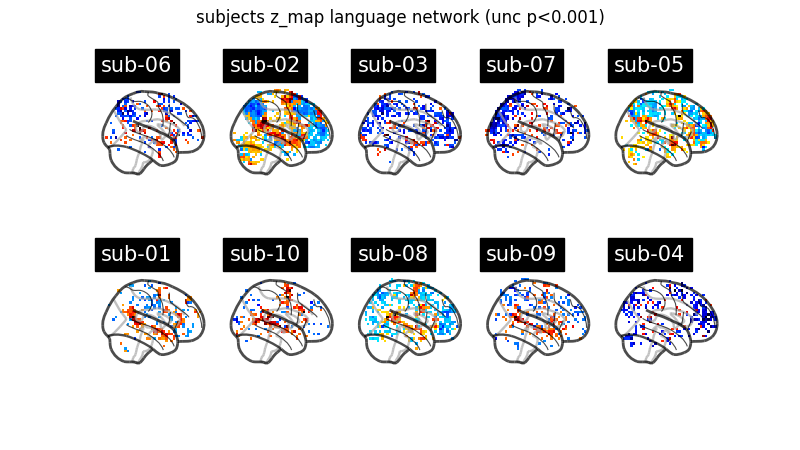 subjects z_map language network (unc p<0.001)
sub-06
sub-02
sub-03
sub-07
sub-05
sub-01
sub-10
sub-08
sub-09
sub-04